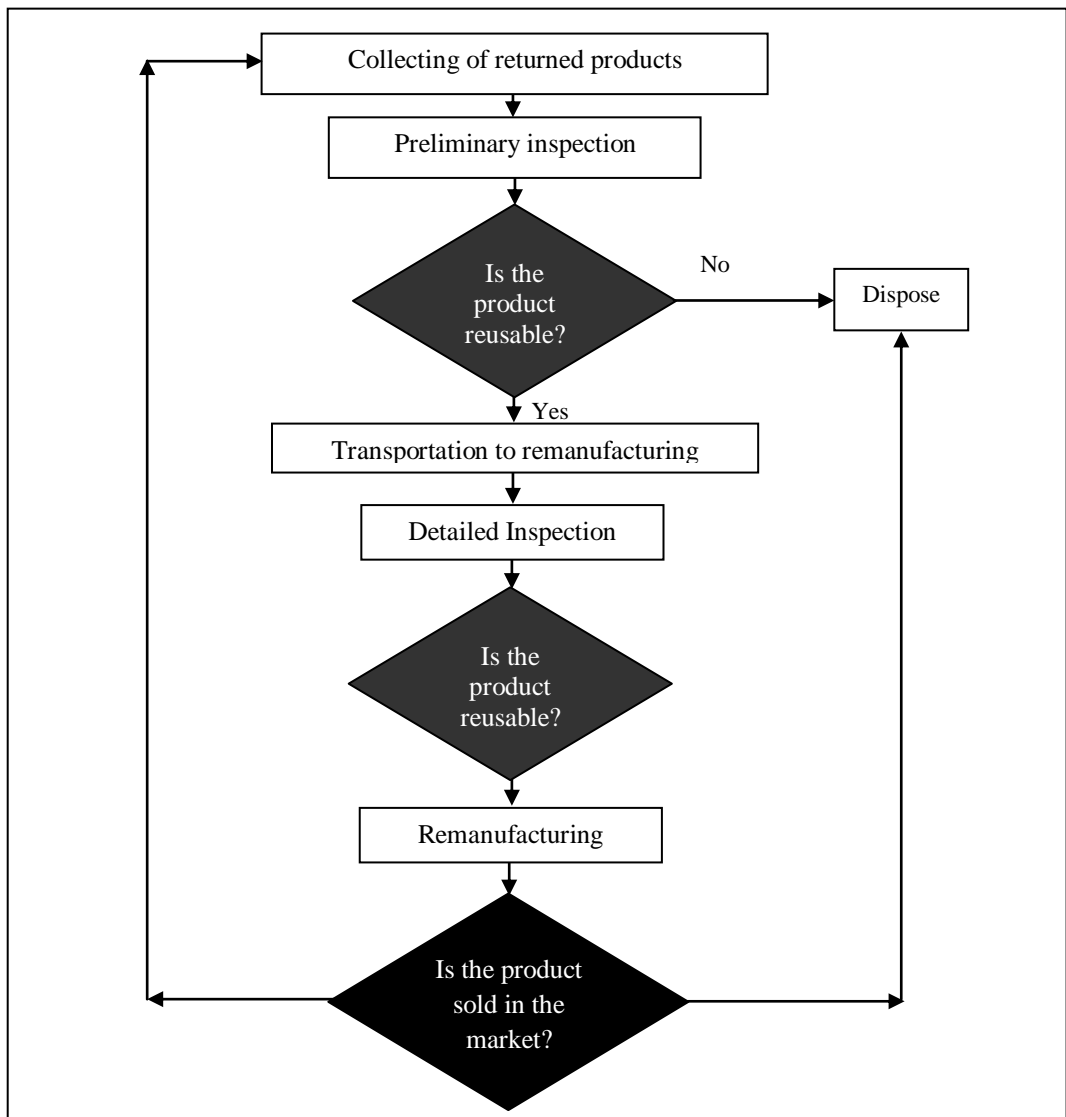 Collecting of returned products
Preliminary inspection
Is the
product
reusable?
No
Dispose
Yes
Transportation to remanufacturing
Detailed Inspection
Is the
product
reusable?
Remanufacturing
Is the product
sold in the
market?